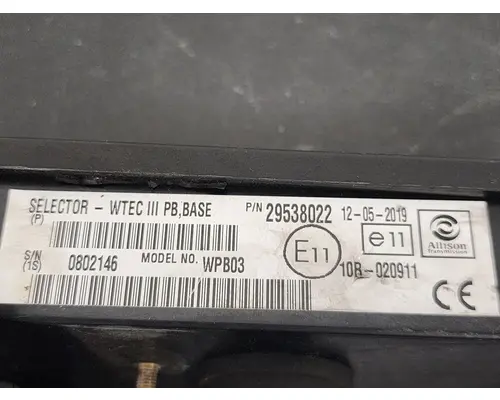 SELECTOR - WTEC III PB,BASE P/N 29538022 12-05-2019
(P)
E11
e11
Allison
Transmission
S/N
(1S) 0802146 MODEL NO. WPB03
10R-020911
CE